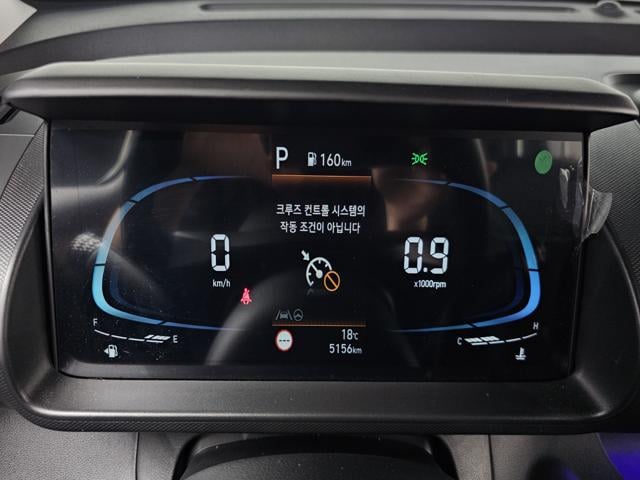 P 160km
크루즈 컨트롤 시스템의
작동 조건이 아닙니다
0
km/h
0.9
x1000rpm
F E
---
18℃
5156km
C H